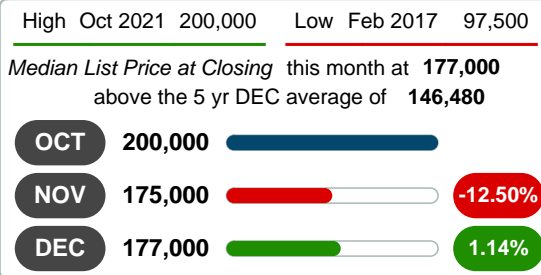 High Oct 2021 200,000 Low Feb 2017 97,500
Median List Price at Closing this month at 177,000
above the 5 yr DEC average of 146,480
OCT 200,000
NOV 175,000 -12.50%
DEC 177,000 1.14%